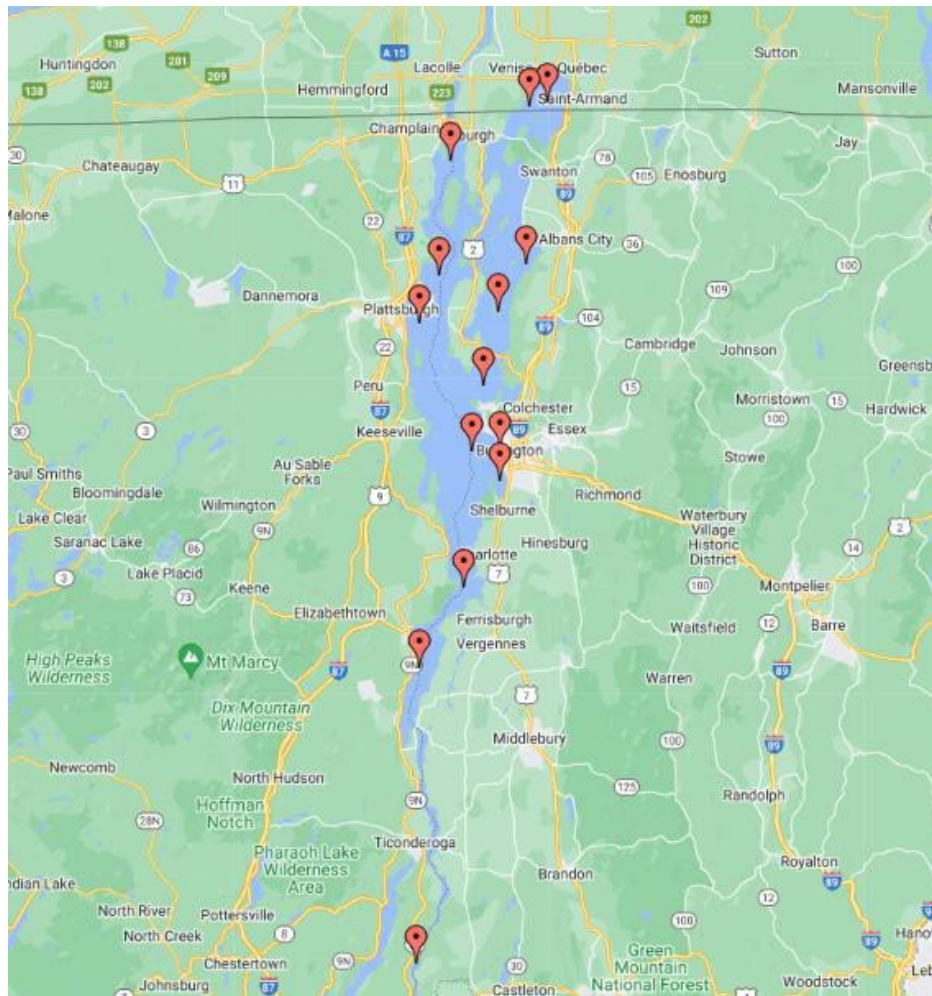 202
138
Huntingdon
201
A 15
Lacolle
Venise
Québec
Sutton
138
202
209
Hemmingford
223
Saint-Armand
Mansonville
Champlain
burgh
30
Chateaugay
11
78
Jay
Swanton
105
Enosburg
89
Malone
22
87
2
Albans City
36
100
Dannemora
109
Plattsburgh
104
89
22
Cambridge
Johnson
Greensb
Peru
15
87
Morristown
15
Colchester
100
Hardwick
30
3
Keeseville
89
Essex
Stowe
Paul Smiths
Au Sable
Forks
Bloomingdale
9
Richmond
Wilmington
Lake Clear
9N
Shelburne
Waterbury
Village
Historic
District
2
Saranac Lake
86
Hinesburg
14
3
Lake Placid
arlotte
7
Keene
100
Montpelier
73
Elizabethtown
Ferrisburgh
Waitsfield
12
Barre
Vergennes
High Peaks
Wilderness
Mt Marcy
87
9N
89
Warren
Dix Mountain
Wilderness
7
Middlebury
100
89
Newcomb
North Hudson
125
Randolph
9N
28N
Hoffman
Notch
Ticonderoga
Pharaoh Lake
Wilderness
Area
Royalton
Brandon
89
ndian Lake
12
North River
Pottersville
100
North Creek
8
89
Hano
Chestertown
9N
Green
Mountain
National Forest
30
Johnsburg
87
Castleton
Woodstock
Leb
4